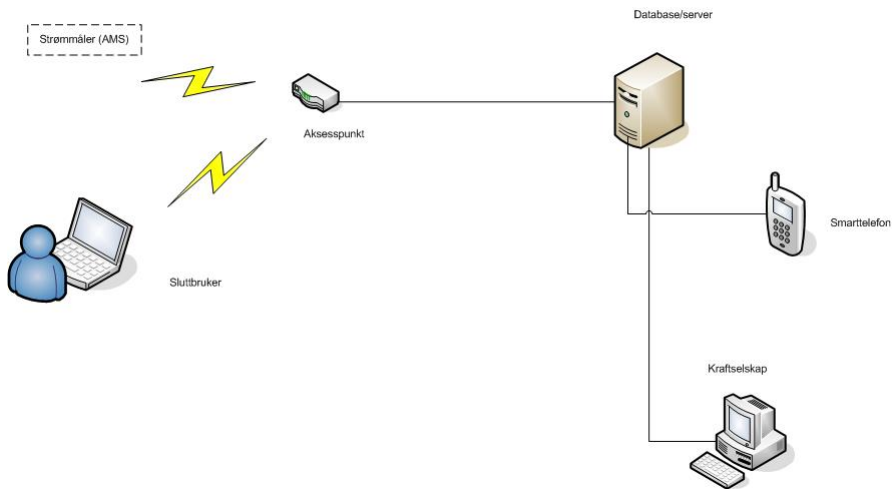 Database/server
Strømmåler (AMS)
Aksesspunkt
Smarttelefon
Sluttbruker
Kraftselskap